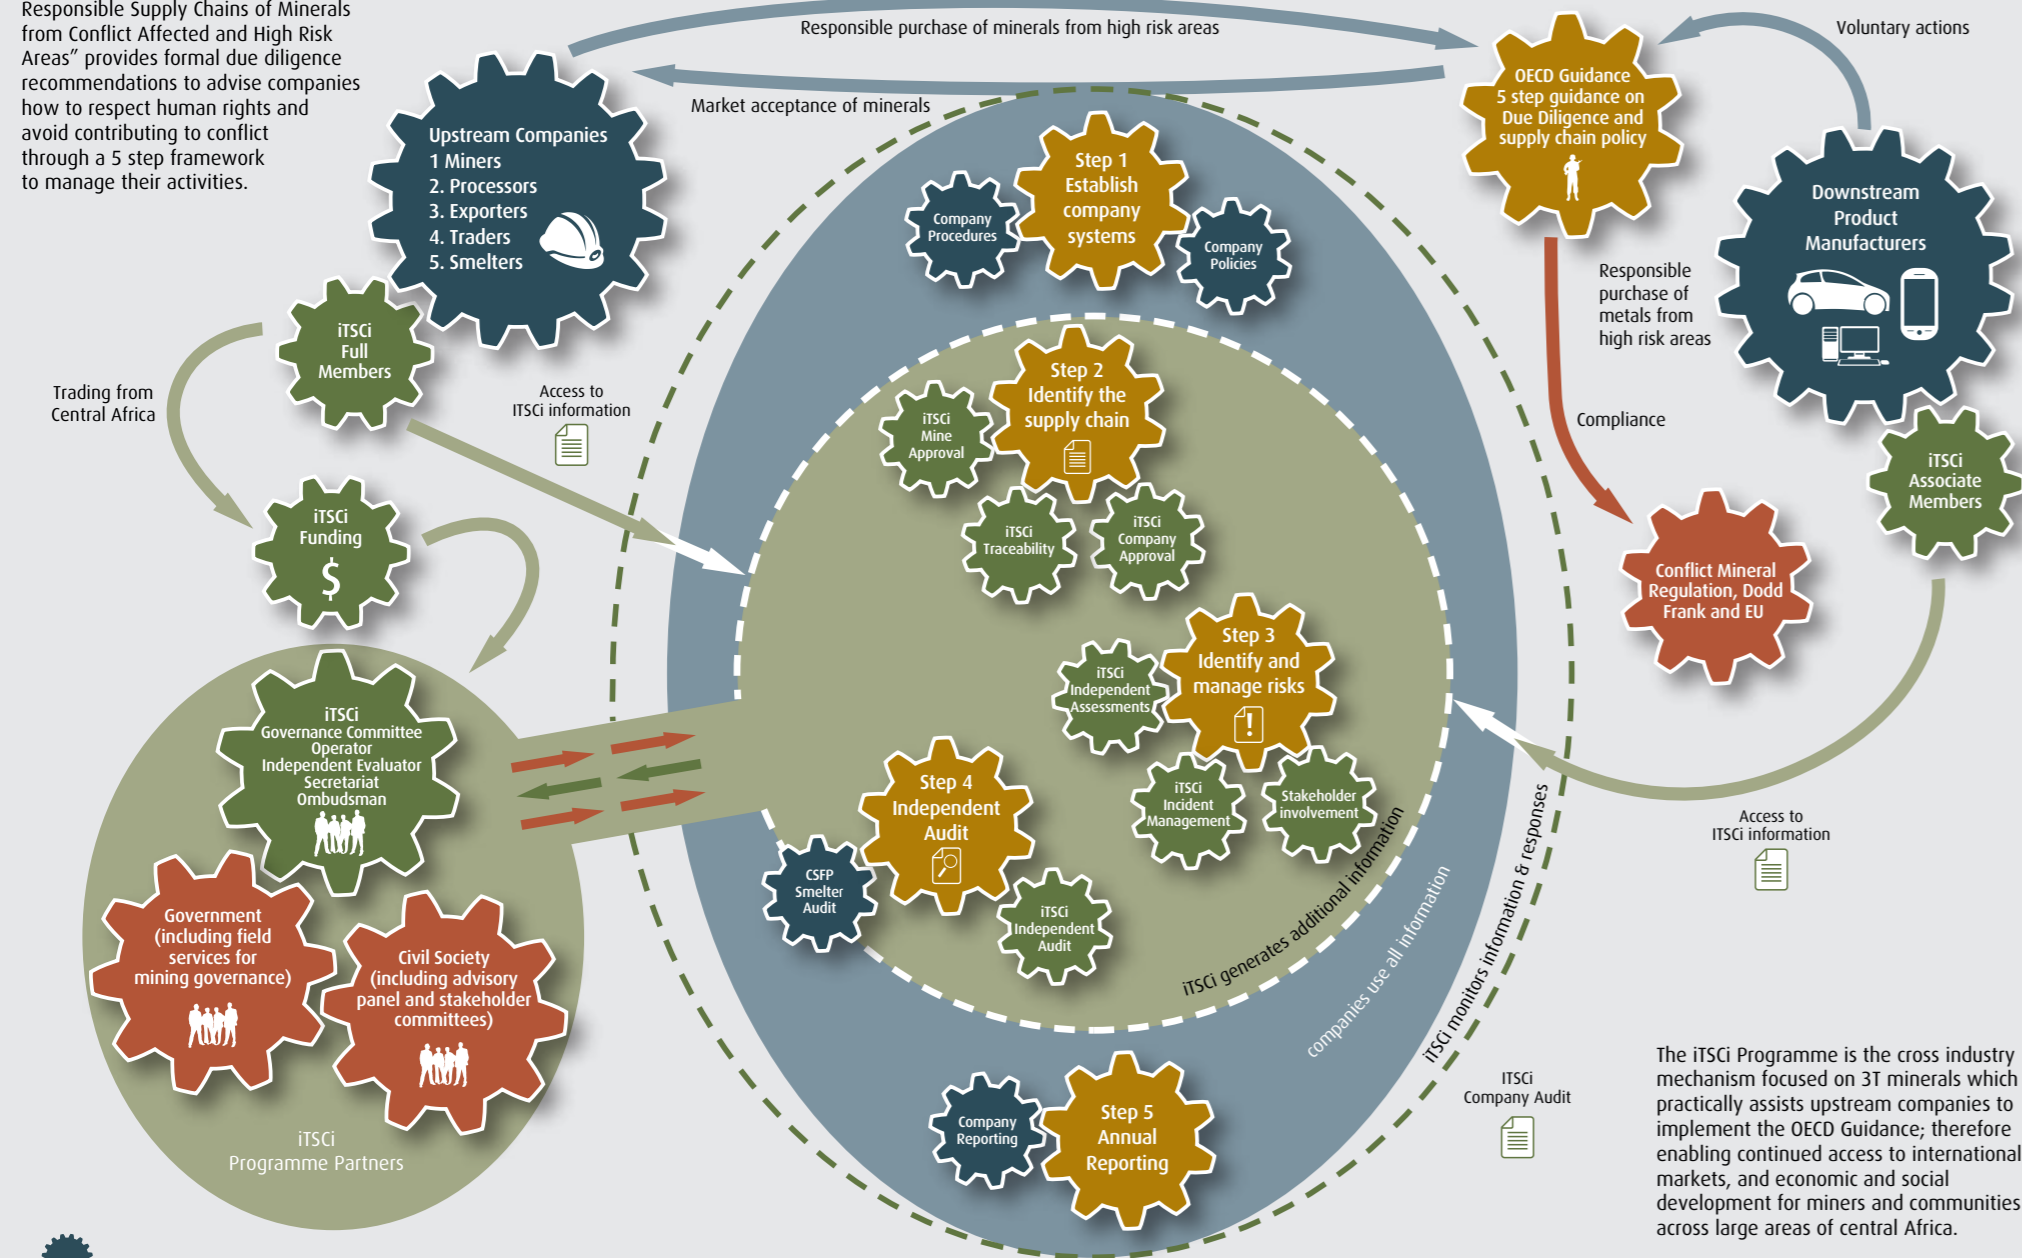 Responsible Supply Chains of Minerals
from Conflict Affected and High Risk
Areas” provides formal due diligence
recommendations to advise companies
how to respect human rights and
avoid contributing to conflict
through a 5 step framework
to manage their activities.
Responsible purchase of minerals from high risk areas
Market acceptance of minerals
Voluntary actions
OECD Guidance
5 step guidance on
Due Diligence and
supply chain policy
Upstream Companies
1 Miners
2. Processors
3. Exporters
4. Traders
5. Smelters
Downstream
Product
Manufacturers
Responsible
purchase of
metals from
high risk areas
Compliance
Step 1
Establish
company
systems
Company
Procedures
Company
Policies
iTSCi
Full
Members
Trading from
Central Africa
Access to
ITSCi information
Step 2
Identify the
supply chain
iTSCi
Mine
Approval
iTSCi
Traceability
iTSCi
Company
Approval
iTSCi
Associate
Members
iTSCi
Funding
$
Conflict Mineral
Regulation, Dodd
Frank and EU
Step 3
Identify and
manage risks
!
iTSCi
Independent
Assessments
iTSCi
Incident
Management
Stakeholder
involvement
iTSCi
Governance Committee
Operator
Independent Evaluator
Secretariat
Ombudsman
Step 4
Independent
Audit
CSFP
Smelter
Audit
iTSCi
Independent
Audit
iTSCi generates additional information
companies use all information
iTSCi monitors information & responses
Access to
ITSCi information
Government
(including field
services for
mining governance)
Civil Society
(including advisory
panel and stakeholder
committees)
iTSCi
Programme Partners
Company
Reporting
Step 5
Annual
Reporting
ITSCi
Company Audit
The iTSCi Programme is the cross industry
mechanism focused on 3T minerals which
practically assists upstream companies to
implement the OECD Guidance; therefore
enabling continued access to international
markets, and economic and social
development for miners and communities
across large areas of central Africa.